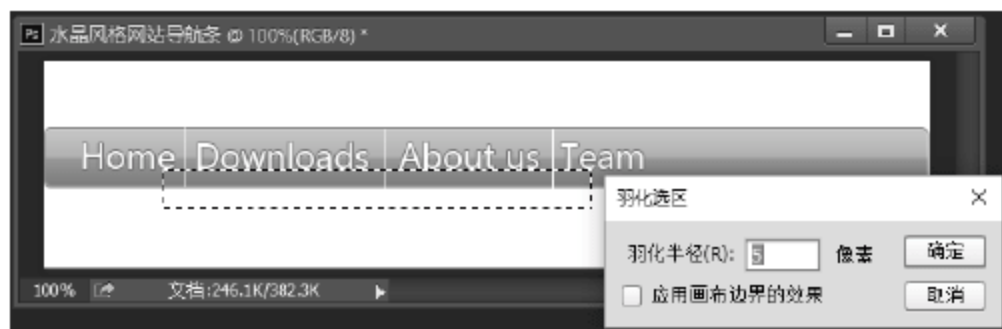 Ps 水晶风格网站导航条 @ 100%(RGB/8) *
Home Downloads About us Team
羽化选区
羽化半径(R): 5 像素 确定
应用画布边界的效果 取消
100% 文档:246.1K/382.3K